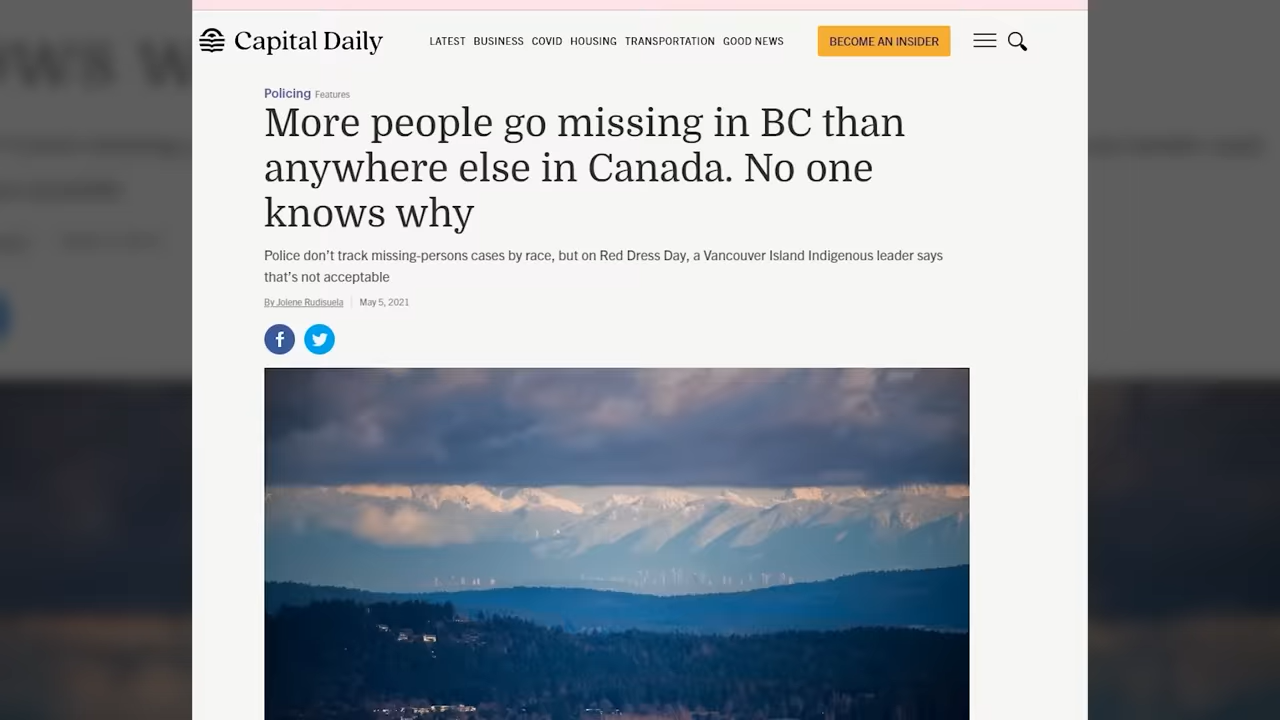 Capital Daily
LATEST BUSINESS COVID HOUSING TRANSPORTATION GOOD NEWS
BECOME AN INSIDER
Policing Features
More people go missing in BC than
anywhere else in Canada. No one
knows why
Police don't track missing-persons cases by race, but on Red Dress Day, a Vancouver Island Indigenous leader says
that's not acceptable
By Jolene Rudisuela | May 5, 2021